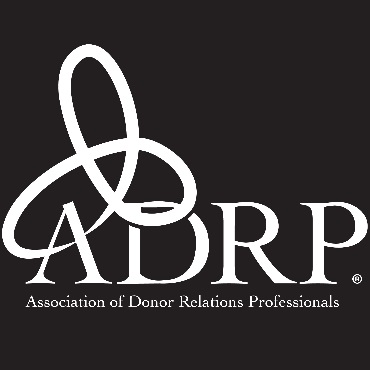 ADRP®
Association of Donor Relations Professionals